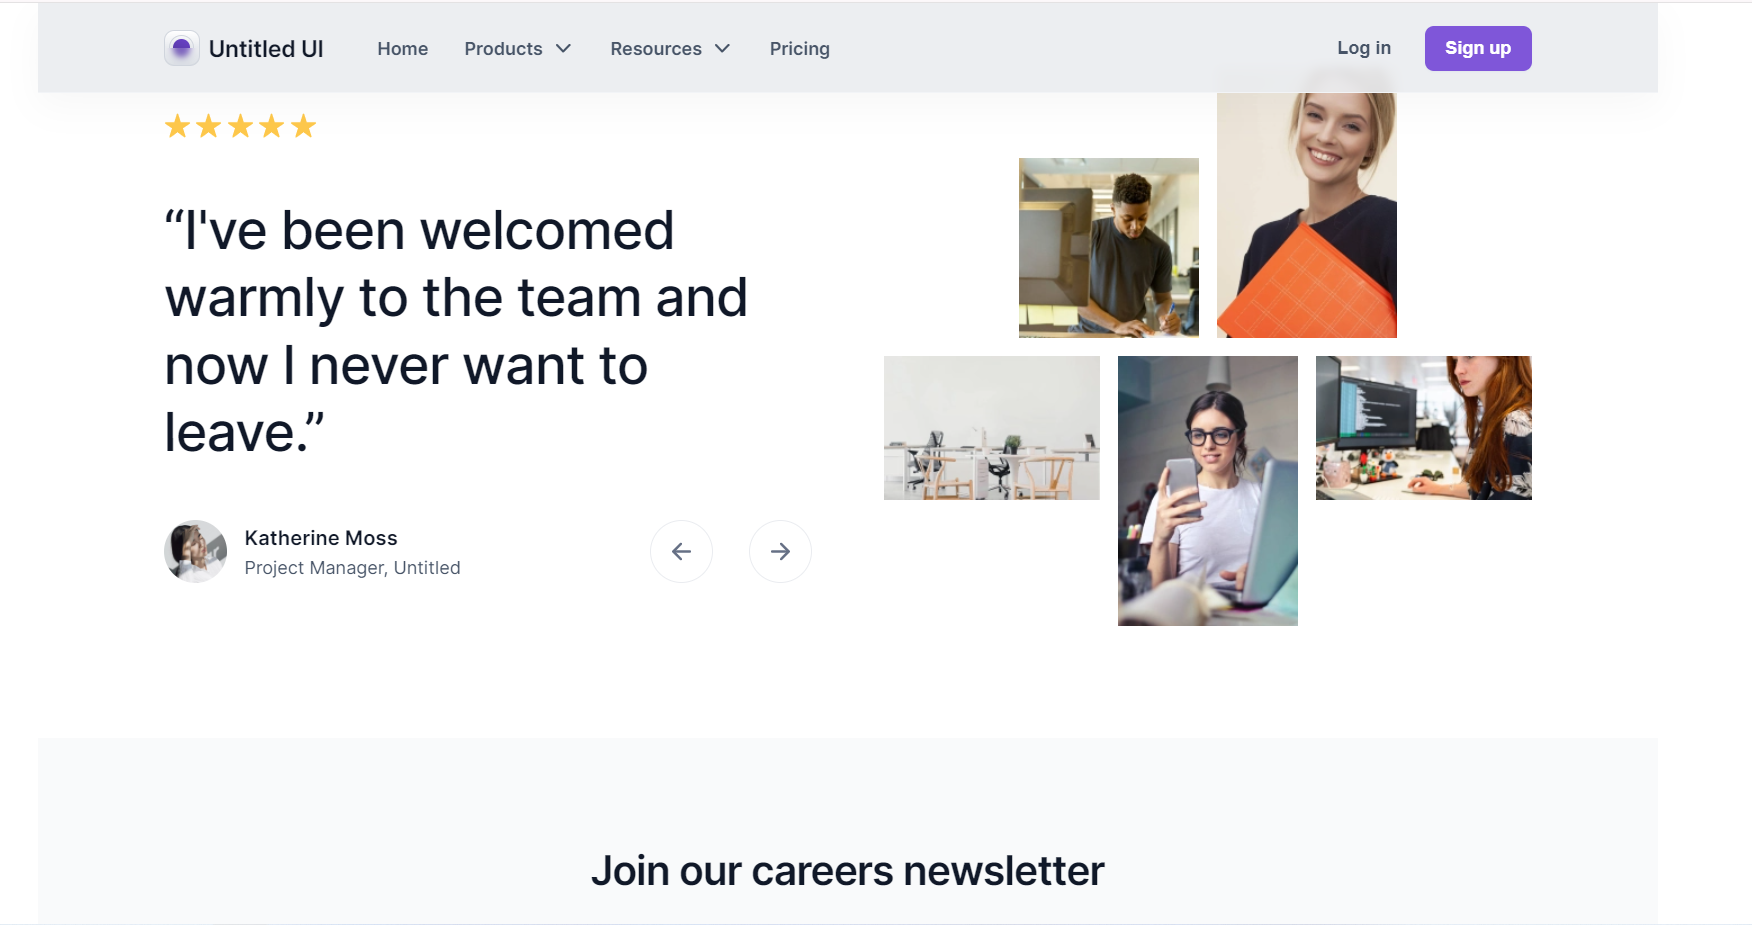 Untitled UI
Home
Products
Resources
Pricing
Log in
Sign up
“I've been welcomed
warmly to the team and
now I never want to
leave.”
Katherine Moss
Project Manager, Untitled
Join our careers newsletter